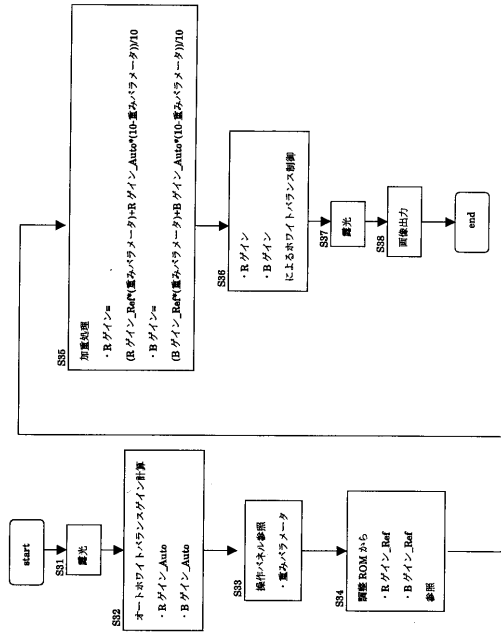 start
S31
露光
S32
オートホワイトバランスゲイン計算
・Rゲイン_Auto
・Bゲイン_Auto
S33
操作パネル参照
・重みパラメータ
S34
調整ROMから
・Rゲイン_Ref
・Bゲイン_Ref
参照
S35
加重処理
・Rゲイン=
(Rゲイン_Ref*(重みパラメータ)+Rゲイン_Auto*(10-重みパラメータ))/10
・Bゲイン=
(Bゲイン_Ref*(重みパラメータ)+Bゲイン_Auto*(10-重みパラメータ))/10
S36
・Rゲイン
・Bゲイン
によるホワイトバランス制御
S37
露光
S38
画像出力
end